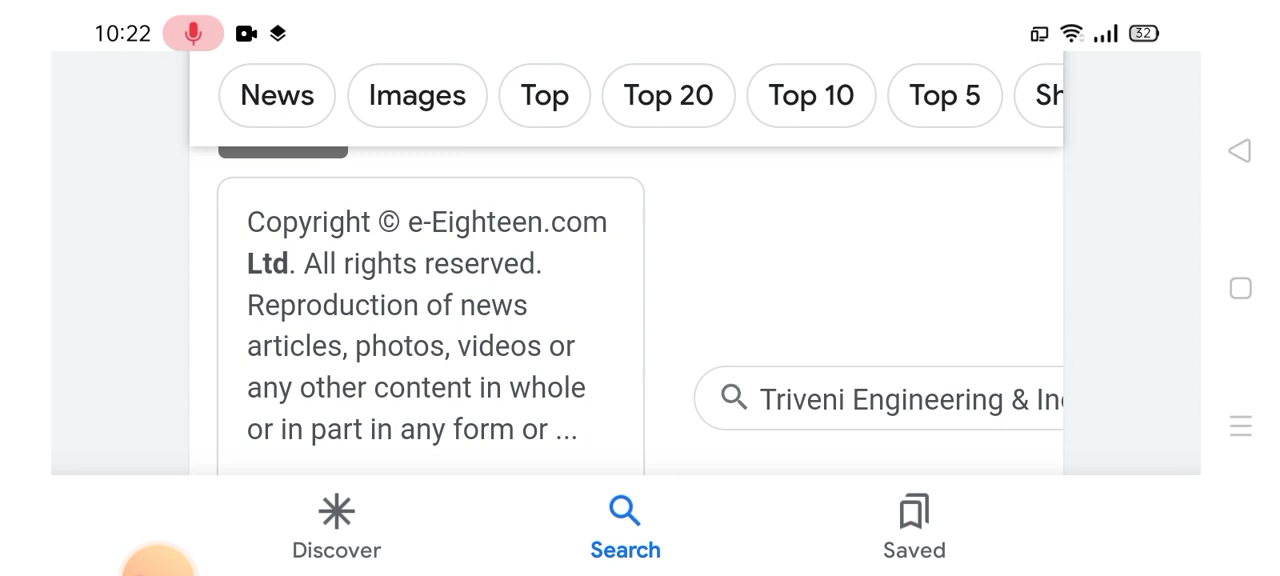 10:22
32
News Images Top Top 20 Top 10 Top 5 Sh
Copyright © e-Eighteen.com
Ltd. All rights reserved.
Reproduction of news
articles, photos, videos or
any other content in whole
or in part in any form or ...
Triveni Engineering & In
Discover Search Saved